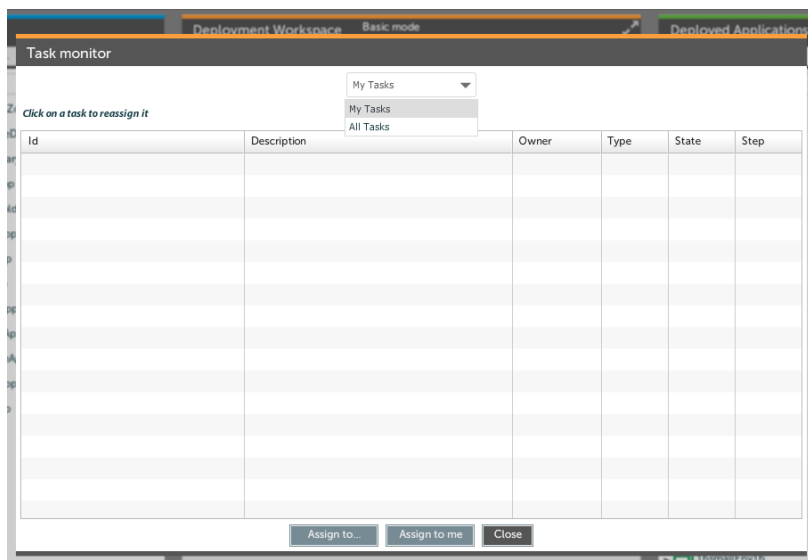 Deployment Workspace Basic mode Deployed Applications
Task monitor
My Tasks
My Tasks
All Tasks
Click on a task to reassign it
Id Description Owner Type State Step
Assign to... Assign to me Close